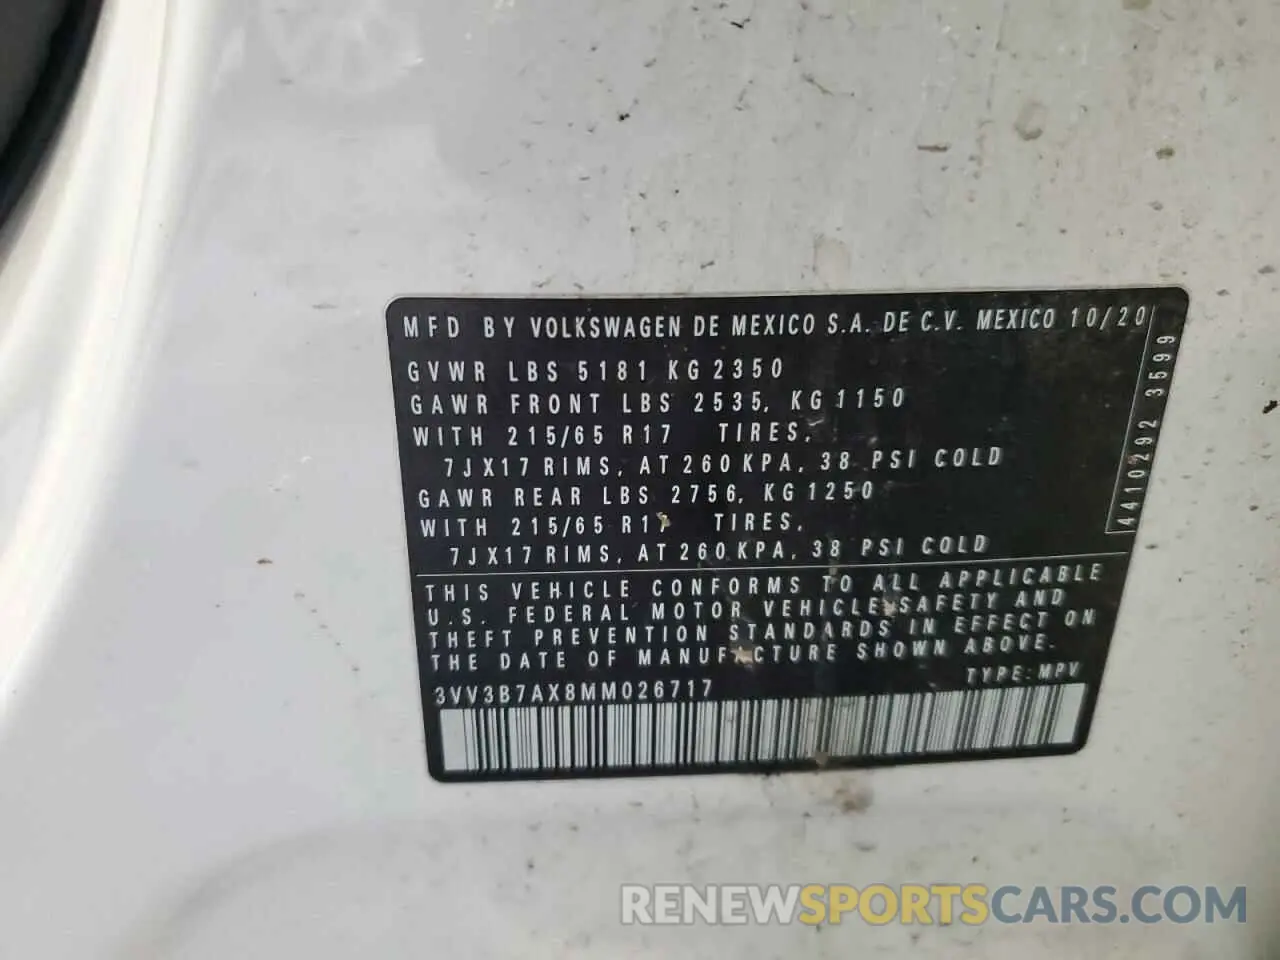 MFD BY VOLKSWAGEN DE MEXICO S.A. DE C.V. MEXICO 10/20
GVWR LBS 5181 KG 2350
GAWR FRONT LBS 2535, KG 1150
WITH 215/65 R17 TIRES,
7JX17 RIMS, AT 260 KPA, 38 PSI COLD
GAWR REAR LBS 2756, KG 1250
WITH 215/65 R17 TIRES,
7JX17 RIMS, AT 260 KPA, 38 PSI COLD
4410292 3599
THIS VEHICLE CONFORMS TO ALL APPLICABLE
U.S. FEDERAL MOTOR VEHICLE SAFETY AND
THEFT PREVENTION STANDARDS IN EFFECT ON
THE DATE OF MANUFACTURE SHOWN ABOVE.
3VV3B7AX8MM026717
TYPE: MPV
RENEWSPORTSCARS.COM